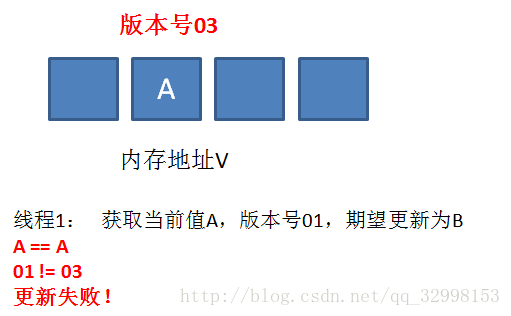 版本号03
A
内存地址V
线程1： 获取当前值A，版本号01，期望更新为B
A == A
01 != 03
更新失败！
http://blog.csdn.net/qq_32998153